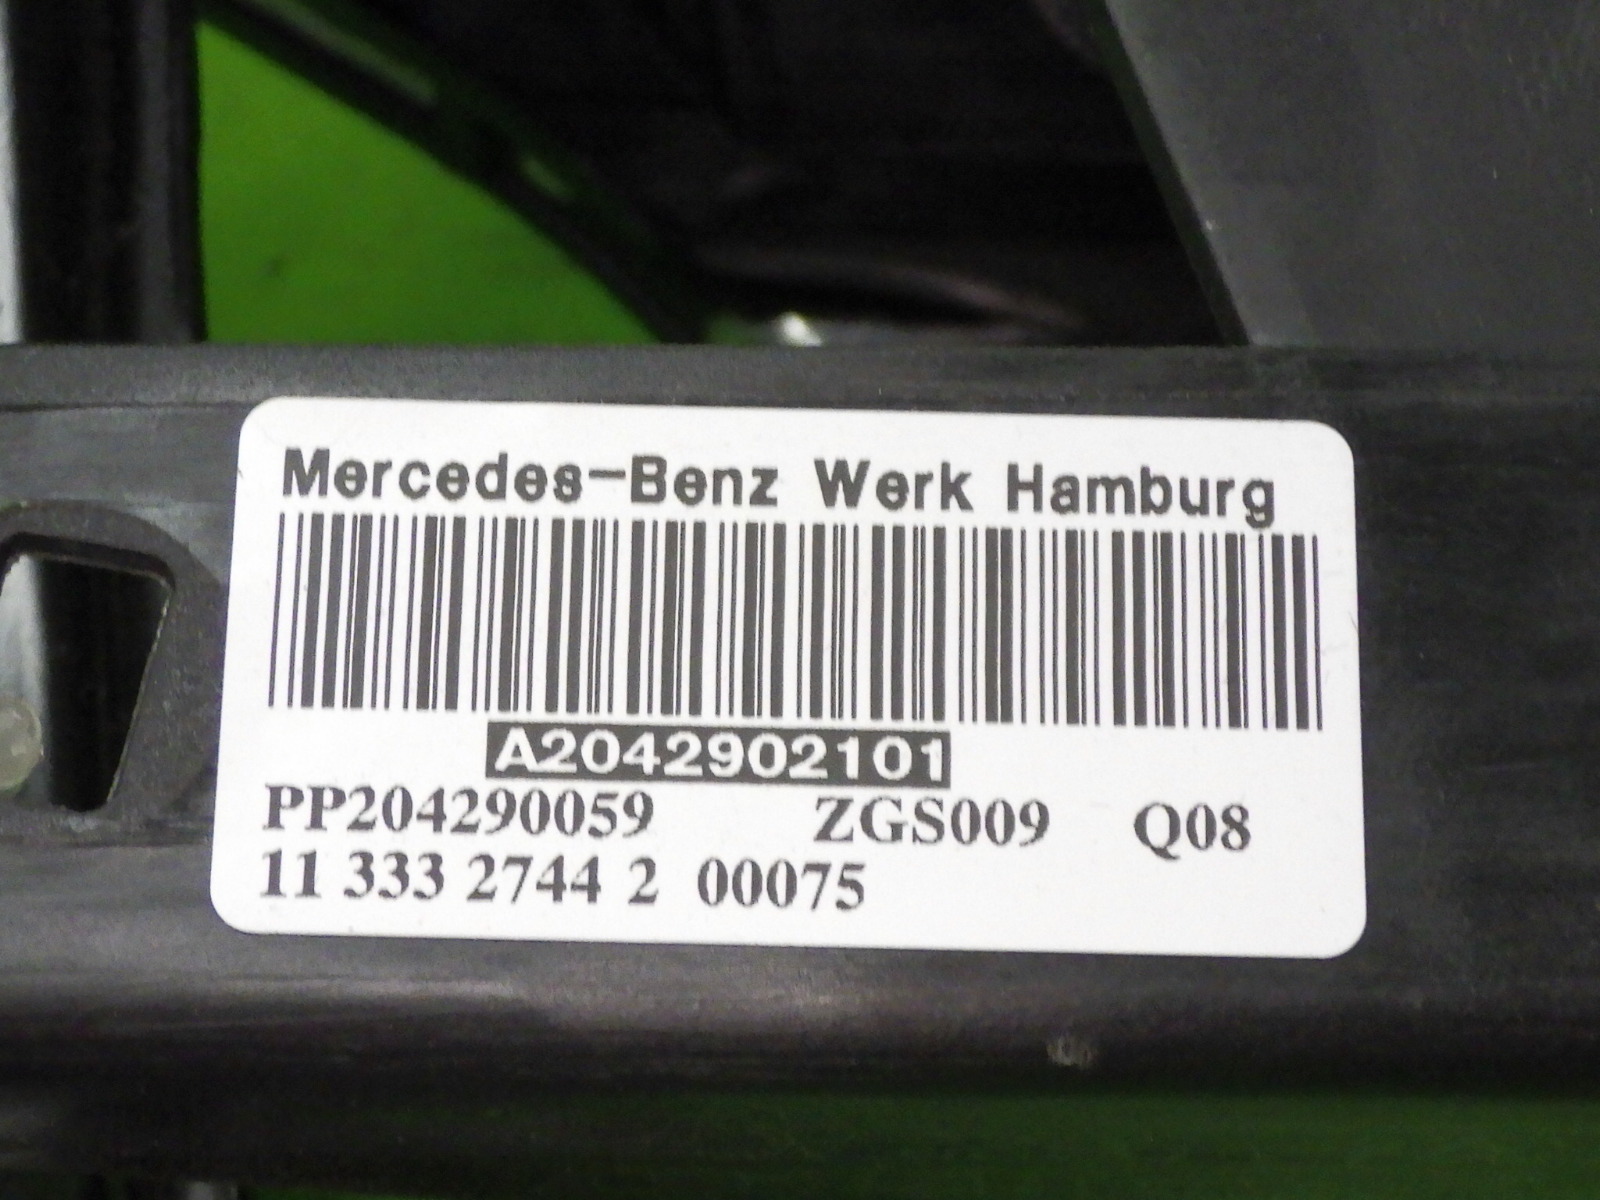 Mercedes-Benz Werk Hamburg
A2042902101
PP204290059 ZGS009 Q08
11 333 2744 2 00075